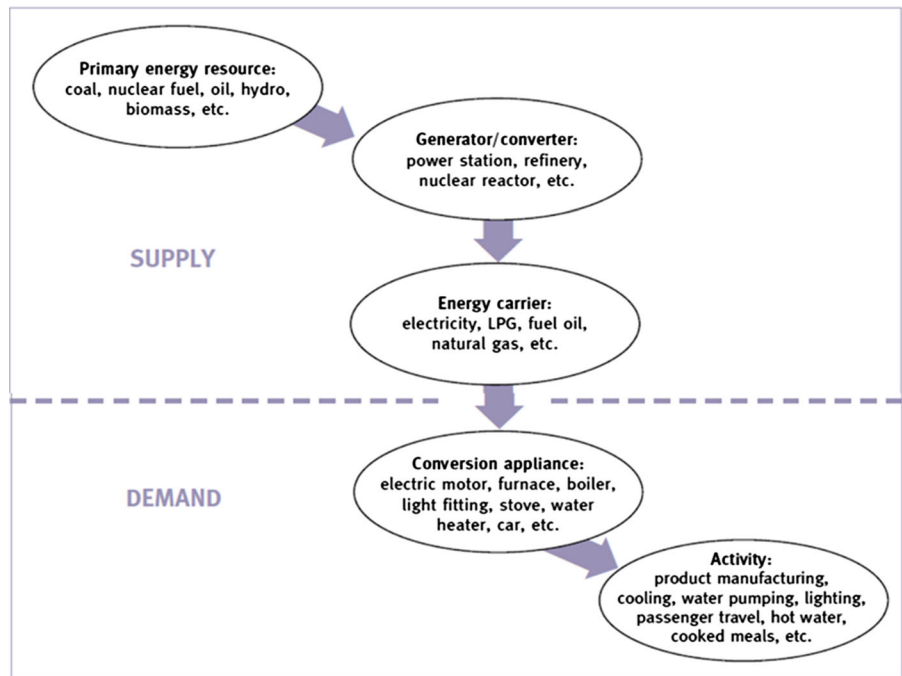 Primary energy resource:
coal, nuclear fuel, oil, hydro,
biomass, etc.
Generator/converter:
power station, refinery,
nuclear reactor, etc.
SUPPLY
Energy carrier:
electricity, LPG, fuel oil,
natural gas, etc.
Conversion appliance:
electric motor, furnace, boiler,
light fitting, stove, water
heater, car, etc.
DEMAND
Activity:
product manufacturing,
cooling, water pumping, lighting,
passenger travel, hot water,
cooked meals, etc.